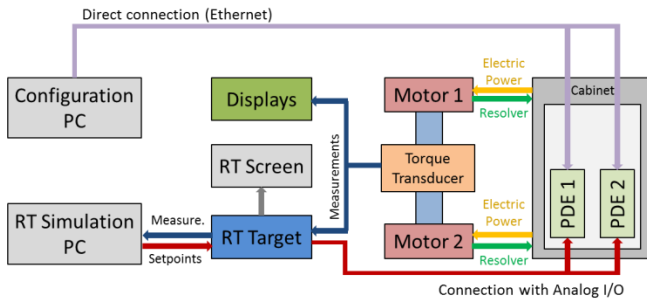 Direct connection (Ethernet)
Configuration
PC
Displays
Motor 1
Electric
Power
Resolver
Cabinet
RT Screen
Measurements
Torque
Transducer
PDE 1
PDE 2
RT Simulation
PC
Measure.
Setpoints
RT Target
Motor 2
Electric
Power
Resolver
Connection with Analog I/O